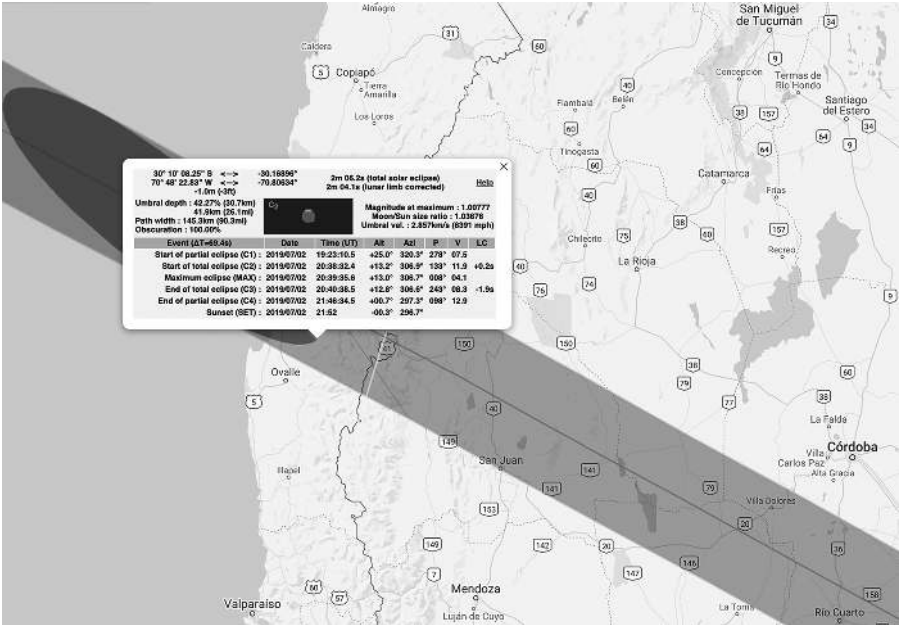 San Miguel
de Tucumán
Almagro
31
34
Caldera
60
9
5
Copiapó
Concepción
Termas de
Rio Hondo
Tierra
Amarilla
40
Santiago
del Estero
Fiambalá
Belén
Los Loros
38
157
34
60
64
64
9
Tinogasta
60
Catamarca
40
Frías
38
60
157
Chilecito
75
Recreo
La Rioja
40
76
74
9
30° 10' 08.25" S <—> -30.16896°
70° 48' 22.83" W <—> -70.80634°
-1.0m (-3ft)
2m 06.2s (total solar eclipse)
2m 04.1s (lunar limb corrected)
Help
Umbral depth : 42.27% (30.7km)
41.9km (26.1mi)
Path width : 145.3km (90.3mi)
Obscuration : 100.00%
C3
Magnitude at maximum : 1.00777
Moon/Sun size ratio : 1.03678
Umbral vel. : 2.857km/s (6391 mph)
Event (ΔT=69.4s) Date Time (UT) Alt Azi P V LC
Start of partial eclipse (C1) : 2019/07/02 19:23:10.5 +25.0° 320.3° 278° 07.5
Start of total eclipse (C2) : 2019/07/02 20:38:32.4 +13.2° 306.9° 133° 11.9 +0.2s
Maximum eclipse (MAX) : 2019/07/02 20:39:35.6 +13.0° 306.7° 008° 04.1
End of total eclipse (C3) : 2019/07/02 20:40:38.5 +12.8° 306.6° 243° 08.3 -1.9s
End of partial eclipse (C4) : 2019/07/02 21:46:34.5 +00.7° 297.3° 098° 12.9
Sunset (SET) : 2019/07/02 21:52 -00.3° 296.7°
41
150
150
Ovalle
38
79
60
5
77
38
40
La Falda
149
Córdoba
Villa
Carlos Paz
Alta Gracia
San Juan
Illapel
141
141
79
Villa Dolores
153
20
149
142
20
36
7
147
146
60
57
Mendoza
158
Valparaíso
Luján de Cuyo
La Toma
Río Cuarto